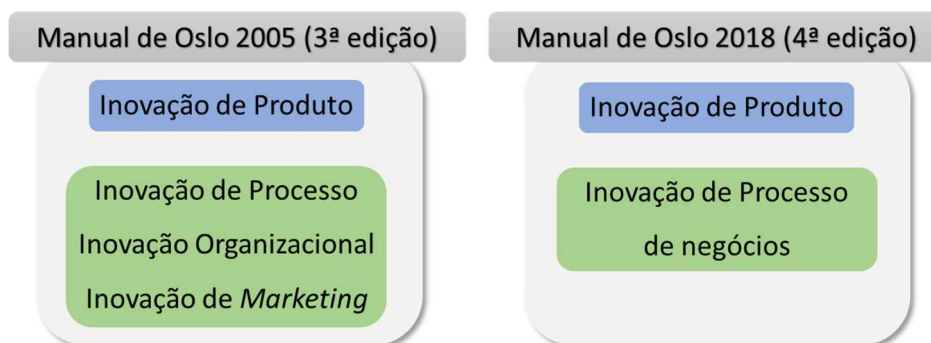 Manual de Oslo 2005 (3ª edição)
Inovação de Produto
Inovação de Processo
Inovação Organizacional
Inovação de Marketing
Manual de Oslo 2018 (4ª edição)
Inovação de Produto
Inovação de Processo
de negócios